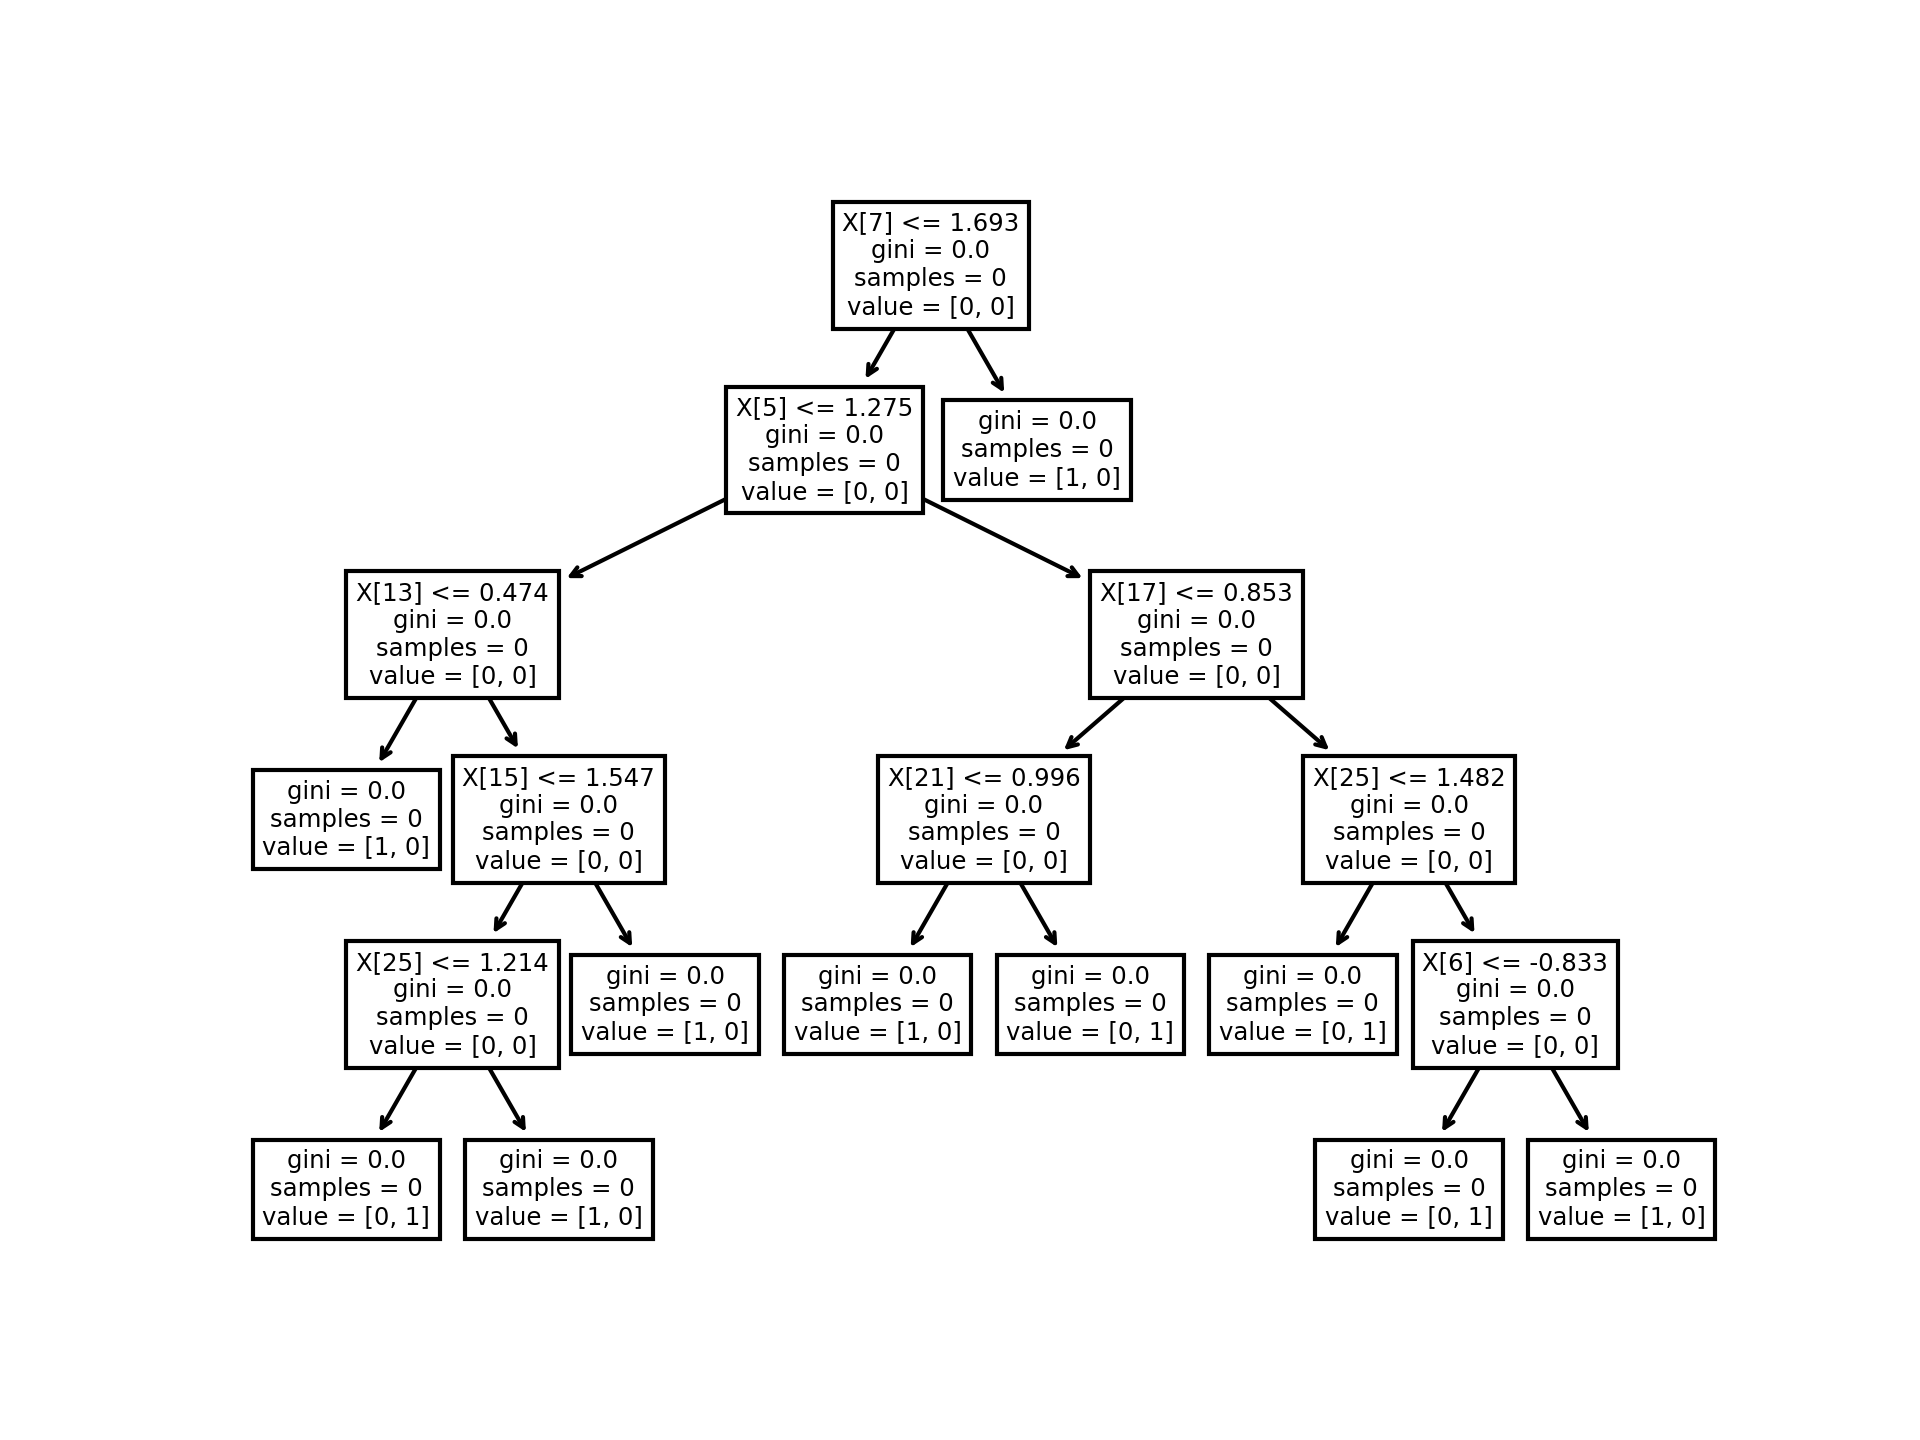 X[7] <= 1.693
gini = 0.0
samples = 0
value = [0, 0]
X[5] <= 1.275
gini = 0.0
samples = 0
value = [0, 0]
gini = 0.0
samples = 0
value = [1, 0]
X[13] <= 0.474
gini = 0.0
samples = 0
value = [0, 0]
X[17] <= 0.853
gini = 0.0
samples = 0
value = [0, 0]
gini = 0.0
samples = 0
value = [1, 0]
X[15] <= 1.547
gini = 0.0
samples = 0
value = [0, 0]
X[21] <= 0.996
gini = 0.0
samples = 0
value = [0, 0]
X[25] <= 1.482
gini = 0.0
samples = 0
value = [0, 0]
X[25] <= 1.214
gini = 0.0
samples = 0
value = [0, 0]
gini = 0.0
samples = 0
value = [1, 0]
gini = 0.0
samples = 0
value = [1, 0]
gini = 0.0
samples = 0
value = [0, 1]
gini = 0.0
samples = 0
value = [0, 1]
X[6] <= -0.833
gini = 0.0
samples = 0
value = [0, 0]
gini = 0.0
samples = 0
value = [0, 1]
gini = 0.0
samples = 0
value = [1, 0]
gini = 0.0
samples = 0
value = [0, 1]
gini = 0.0
samples = 0
value = [1, 0]